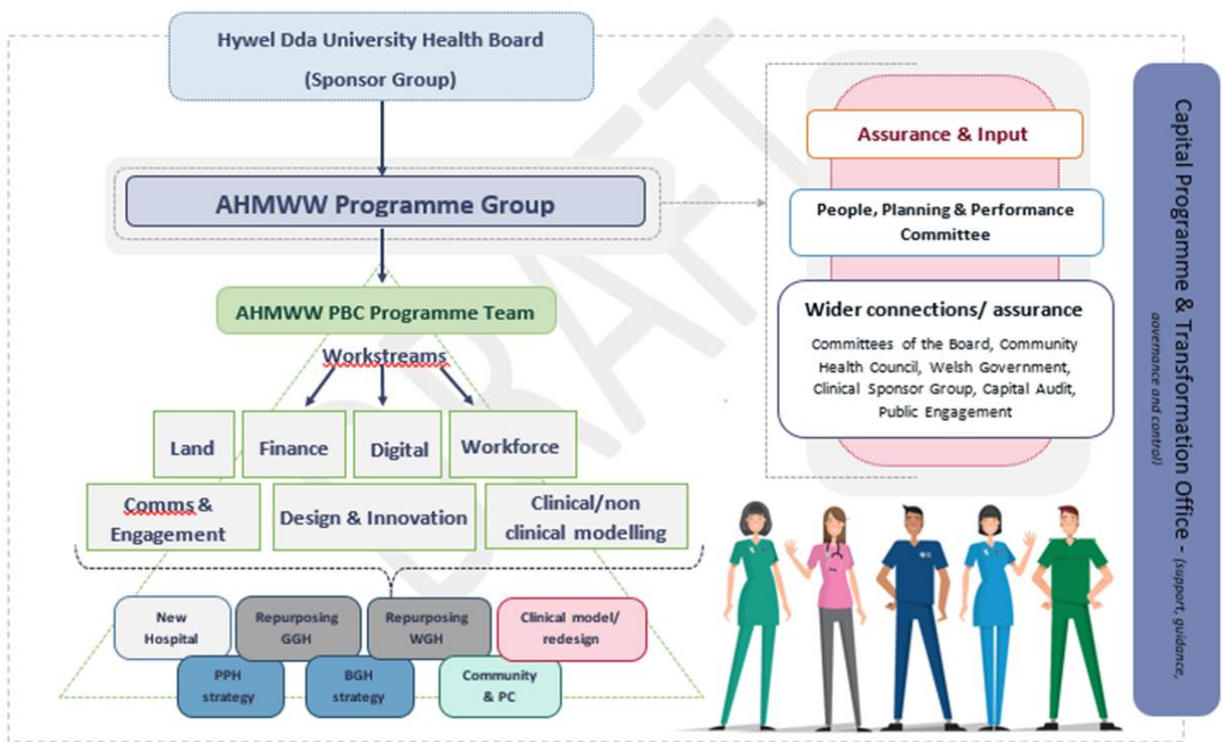 Hywel Dda University Health Board
(Sponsor Group)
AHMWW Programme Group
AHMWW PBC Programme Team
Workstreams
Land
Finance
Digital
Workforce
Comms &
Engagement
Design & Innovation
Clinical/non
clinical modelling
New
Hospital
Repurposing
GGH
Repurposing
WGH
Clinical model/
redesign
PPH
strategy
BGH
strategy
Community
& PC
Assurance & Input
People, Planning & Performance
Committee
Wider connections/ assurance
Committees of the Board, Community
Health Council, Welsh Government,
Clinical Sponsor Group, Capital Audit,
Public Engagement
Capital Programme & Transformation Office - (support, guidance,
governance and control)
DRAFT